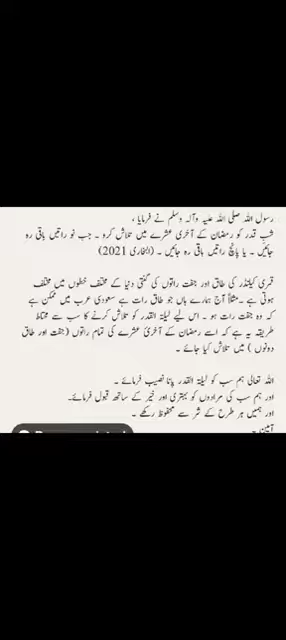 رسول اللہ صلی اللہ علیہ وآلہ وسلم نے فرمایا ،
شبِ قدر کو رمضان کے آخری عشرے میں تلاش کرو ۔ جب نو راتیں باقی رہ
جائیں ۔ یا پانچ راتیں باقی رہ جائیں ۔ (البخاری 2021)
قمری کیلنڈر کی طاق اور جفت راتوں کی گنتی دنیا کے مختلف خطوں میں مختلف
ہوتی ہے ۔ مثلاً آج ہمارے ہاں جو طاق رات ہے سعودی عرب میں ممکن ہے
کہ وہ جفت رات ہو ۔ اس لیے لیلۃ القدر کو تلاش کرنے کا سب سے محتاط
طریقہ یہ ہے کہ اسے رمضان کے آخری عشرے کی تمام راتوں (جفت اور طاق
دونوں ) میں تلاش کیا جائے ۔
اللہ تعالی ہم سب کو لیلۃ القدر پانا نصیب فرمائے ۔
اور ہم سب کی مرادوں کو بہتری اور خیر کے ساتھ قبول فرمائے۔
اور ہمیں ہر طرح کے شر سے محفوظ رکھے ۔